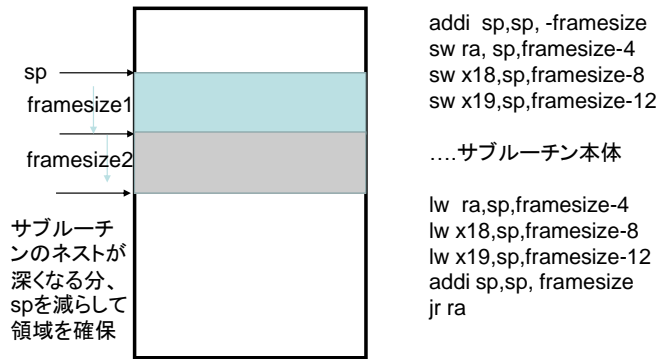 sp
framesize1
framesize2
サブルーチ
ンのネストが
深くなる分、
spを減らして
領域を確保
addi  sp,sp, -framesize
sw ra, sp,framesize-4
sw x18,sp,framesize-8
sw x19,sp,framesize-12
….サブルーチン本体
lw  ra,sp,framesize-4
lw x18,sp,framesize-8
lw x19,sp,framesize-12
addi sp,sp, framesize
jr ra